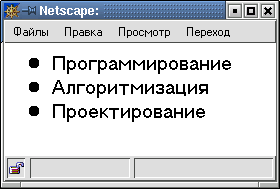 Netscape:
Файлы Правка Просмотр Переход
Программирование
Алгоритмизация
Проектирование